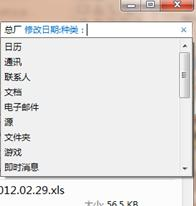 总厂 修改日期:种类：
日历
通讯
联系人
文档
电子邮件
源
文件夹
游戏
即时消息
012.02.29.xls
大小: 56.5 KB